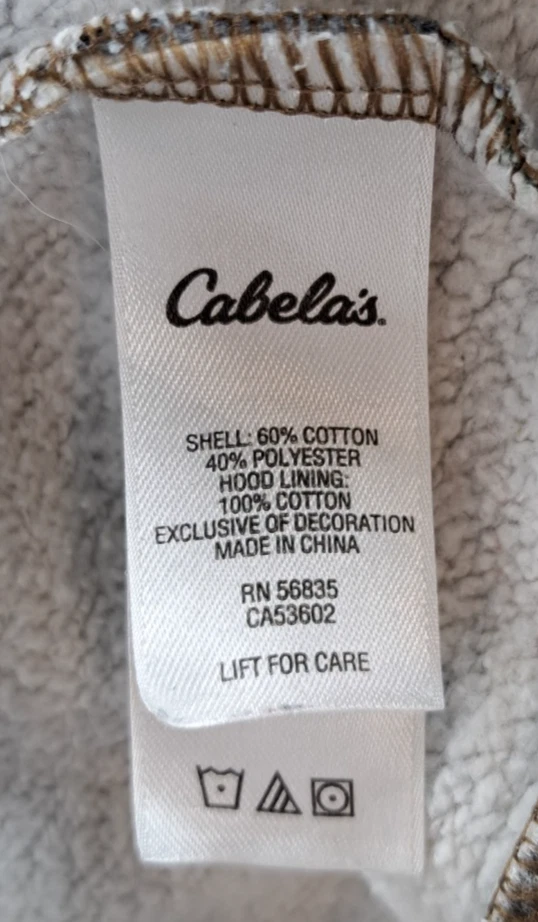 Cabela's.
SHELL: 60% COTTON
40% POLYESTER
HOOD LINING:
100% COTTON
EXCLUSIVE OF DECORATION
MADE IN CHINA
RN 56835
CA53602
LIFT FOR CARE